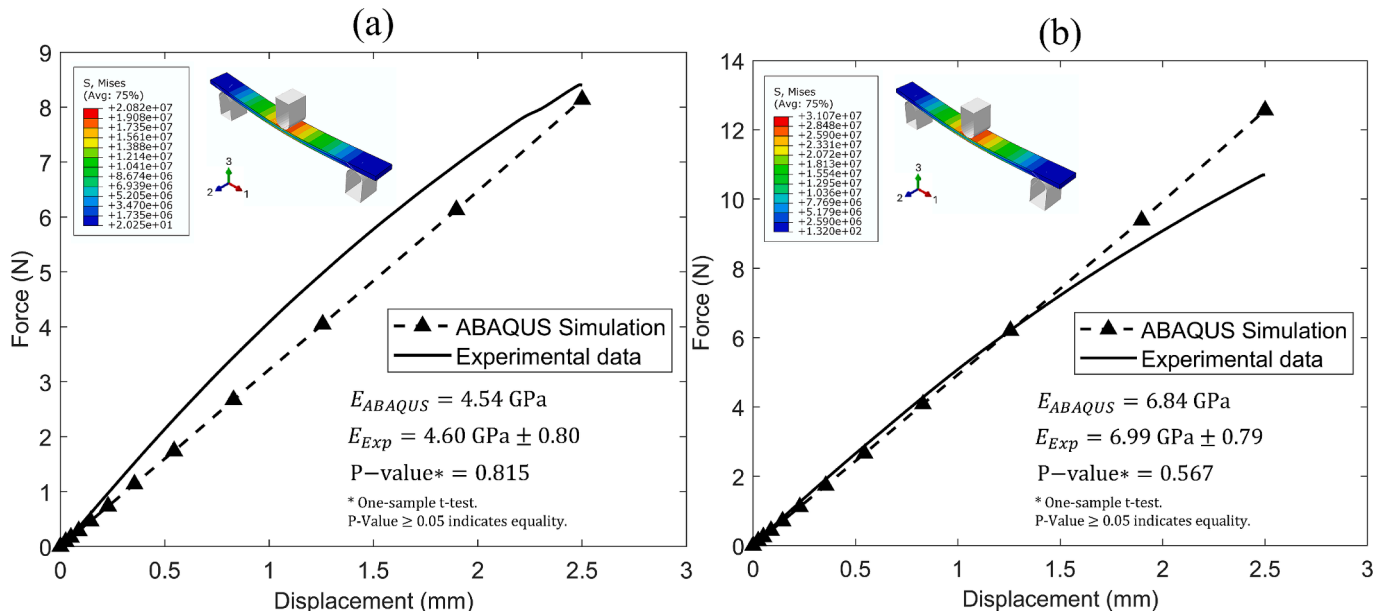 (a)
9
8
7
6
5
4
3
2
1
0
Force (N)
S, Mises
(Avg: 75%)
+2.082e+07
+1.908e+07
+1.735e+07
+1.561e+07
+1.388e+07
+1.214e+07
+1.041e+07
+8.674e+06
+6.939e+06
+5.205e+06
+3.470e+06
+1.735e+06
+2.025e+01
3
2
1
ABAQUS Simulation
Experimental data
E_ABAQUS = 4.54 GPa
E_Exp = 4.60 GPa ± 0.80
P−value* = 0.815
* One-sample t-test.
P-Value ≥ 0.05 indicates equality.
0 0.5 1 1.5 2 2.5 3
Displacement (mm)
(b)
14
12
10
8
6
4
2
0
Force (N)
S, Mises
(Avg: 75%)
+3.107e+07
+2.848e+07
+2.590e+07
+2.331e+07
+2.072e+07
+1.813e+07
+1.554e+07
+1.295e+07
+1.036e+07
+7.769e+06
+5.179e+06
+2.590e+06
+1.320e+02
3
2
1
ABAQUS Simulation
Experimental data
E_ABAQUS = 6.84 GPa
E_Exp = 6.99 GPa ± 0.79
P−value* = 0.567
* One-sample t-test.
P-Value ≥ 0.05 indicates equality.
0 0.5 1 1.5 2 2.5 3
Displacement (mm)